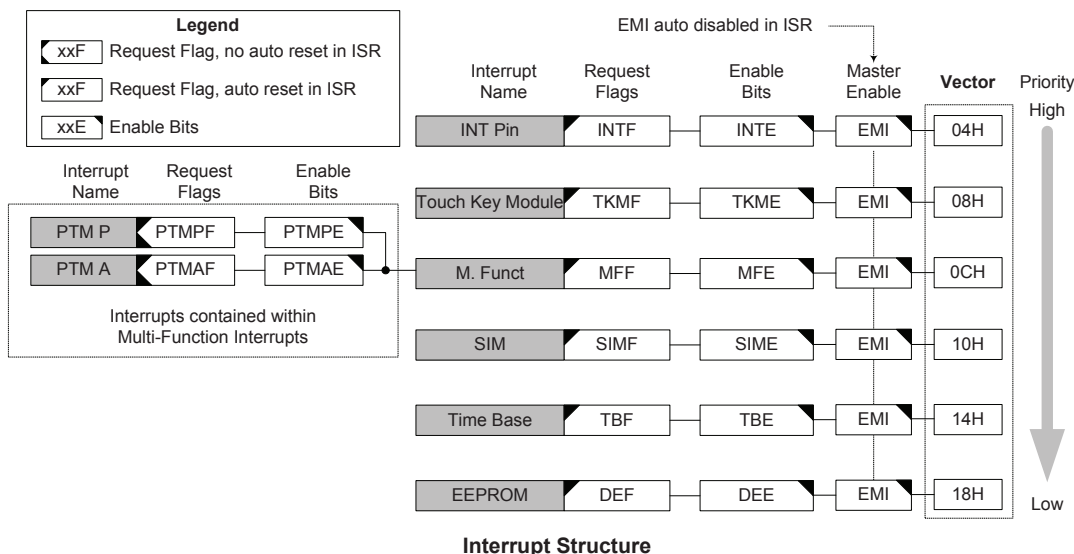 Legend
xxF Request Flag, no auto reset in ISR
xxF Request Flag, auto reset in ISR
xxE Enable Bits
EMI auto disabled in ISR
Interrupt Name Request Flags Enable Bits Master Enable Vector Priority
High
INT Pin INTF INTE EMI 04H
Touch Key Module TKMF TKME EMI 08H
Interrupt Name Request Flags Enable Bits
PTM P PTMPF PTMPE
PTM A PTMAF PTMAE
M. Funct MFF MFE EMI 0CH
Interrupts contained within
Multi-Function Interrupts
SIM SIMF SIME EMI 10H
Time Base TBF TBE EMI 14H
EEPROM DEF DEE EMI 18H
Low
Interrupt Structure